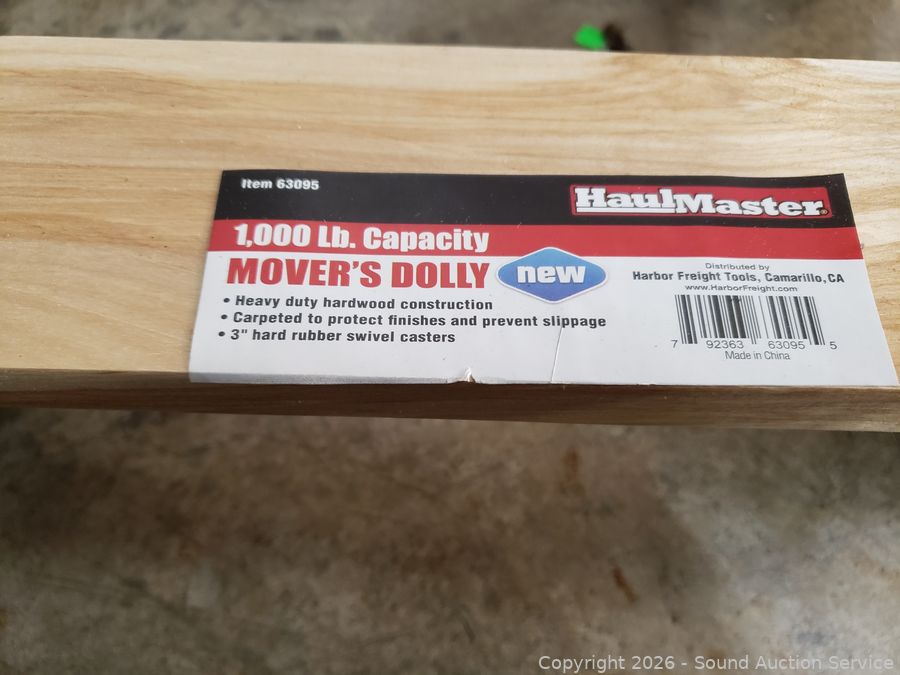 Item 63095
HaulMaster®
1,000 Lb. Capacity
MOVER'S DOLLY
new
• Heavy duty hardwood construction
• Carpeted to protect finishes and prevent slippage
• 3" hard rubber swivel casters
Distributed by
Harbor Freight Tools, Camarillo, CA
www.HarborFreight.com
7 92363 63095 5
Made in China
Copyright © 2026 - Sound Auction Service